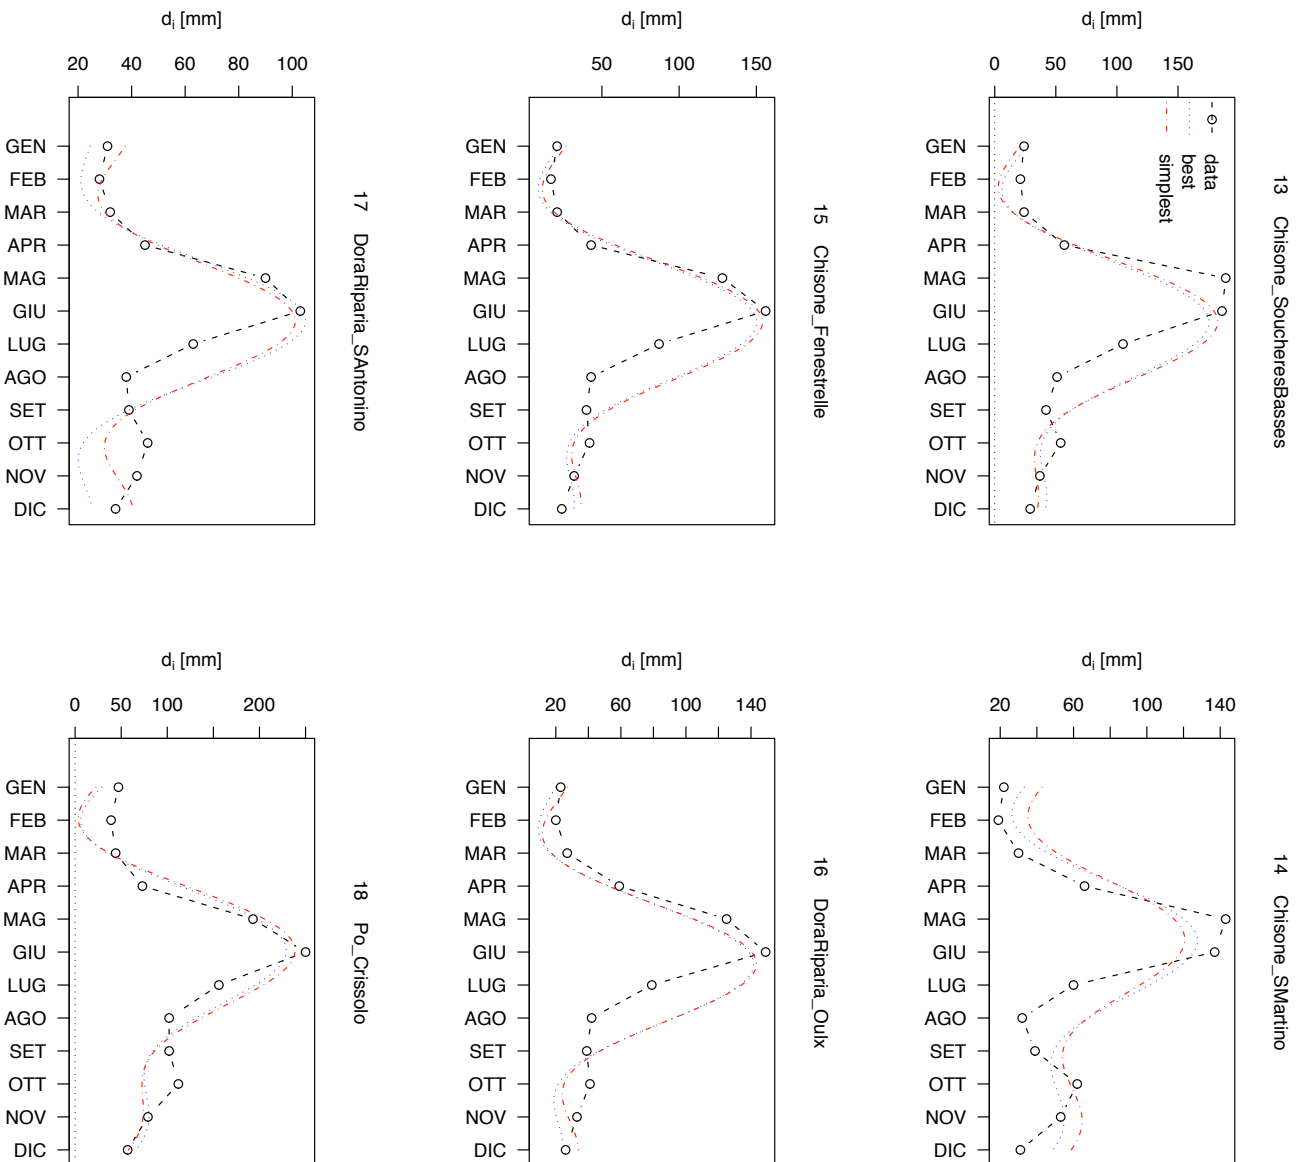 d_i [mm]
0 50 100 150
13 Chisone_SoucheresBasses
data
best
simplest
GEN
FEB
MAR
APR
MAG
GIU
LUG
AGO
SET
OTT
NOV
DIC
d_i [mm]
20 60 100 140
14 Chisone_SMartino
GEN
FEB
MAR
APR
MAG
GIU
LUG
AGO
SET
OTT
NOV
DIC
d_i [mm]
50 100 150
15 Chisone_Fenestrelle
GEN
FEB
MAR
APR
MAG
GIU
LUG
AGO
SET
OTT
NOV
DIC
d_i [mm]
20 60 100 140
16 DoraRiparia_Oulx
GEN
FEB
MAR
APR
MAG
GIU
LUG
AGO
SET
OTT
NOV
DIC
d_i [mm]
20 40 60 80 100
17 DoraRiparia_SAntonino
GEN
FEB
MAR
APR
MAG
GIU
LUG
AGO
SET
OTT
NOV
DIC
d_i [mm]
0 50 100 200
18 Po_Crissolo
GEN
FEB
MAR
APR
MAG
GIU
LUG
AGO
SET
OTT
NOV
DIC